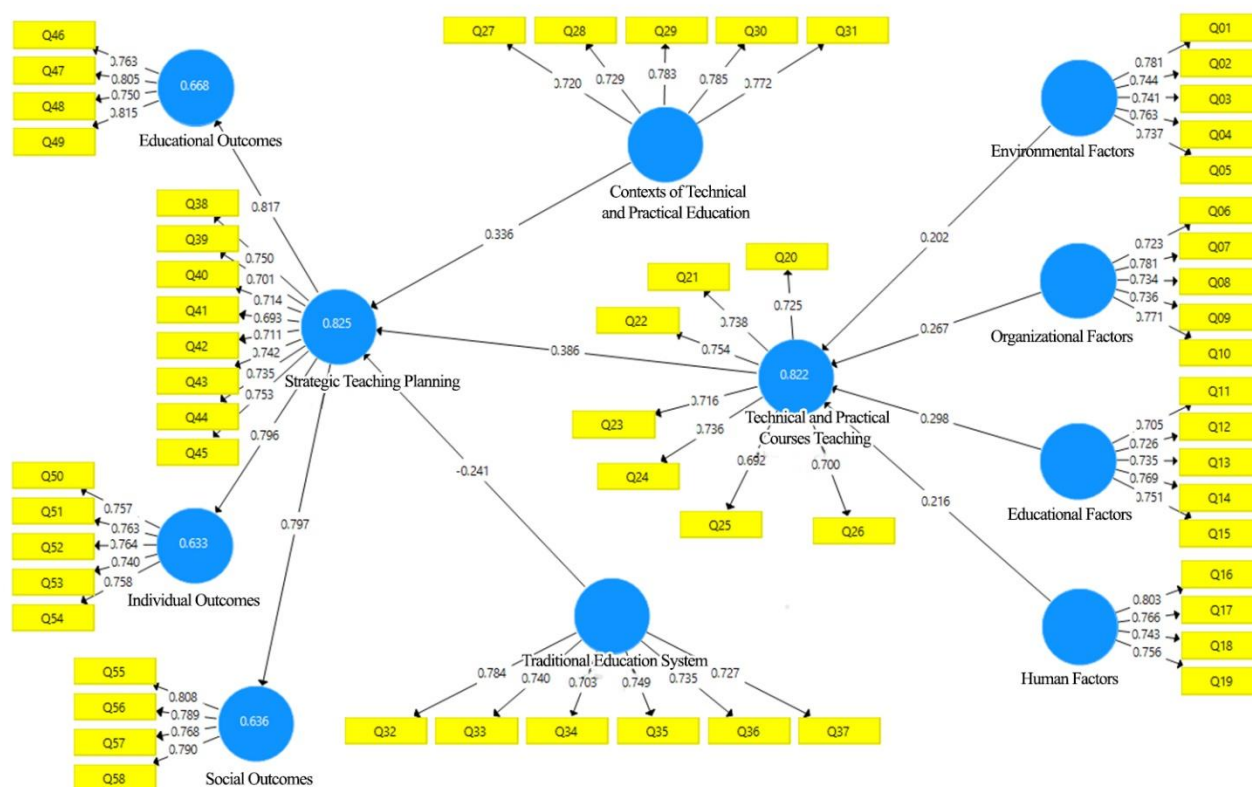 Q46
Q47
Q48
Q49
0.763
0.805
0.750
0.815
0.668
Educational Outcomes
Q27
Q28
Q29
Q30
Q31
0.720
0.729
0.783
0.785
0.772
Contexts of Technical
and Practical Education
Q01
Q02
Q03
Q04
Q05
0.781
0.744
0.741
0.763
0.737
Environmental Factors
0.817
0.336
0.202
Q38
Q39
Q40
Q41
Q42
Q43
Q44
Q45
0.750
0.701
0.714
0.693
0.711
0.742
0.735
0.753
0.825
Strategic Teaching Planning
0.386
Q20
Q21
Q22
Q23
Q24
Q25
Q26
0.725
0.738
0.754
0.716
0.736
0.692
0.700
0.822
Technical and Practical
Courses Teaching
Q06
Q07
Q08
Q09
Q10
0.723
0.781
0.734
0.736
0.771
Organizational Factors
0.267
0.298
Q11
Q12
Q13
Q14
Q15
0.705
0.726
0.735
0.769
0.751
Educational Factors
0.216
0.796
-0.241
0.797
Q50
Q51
Q52
Q53
Q54
0.757
0.763
0.764
0.740
0.758
0.633
Individual Outcomes
Q16
Q17
Q18
Q19
0.803
0.766
0.743
0.756
Human Factors
Traditional Education System
0.784
0.740
0.703
0.749
0.735
0.727
Q32
Q33
Q34
Q35
Q36
Q37
Q55
Q56
Q57
Q58
0.808
0.789
0.768
0.790
0.636
Social Outcomes